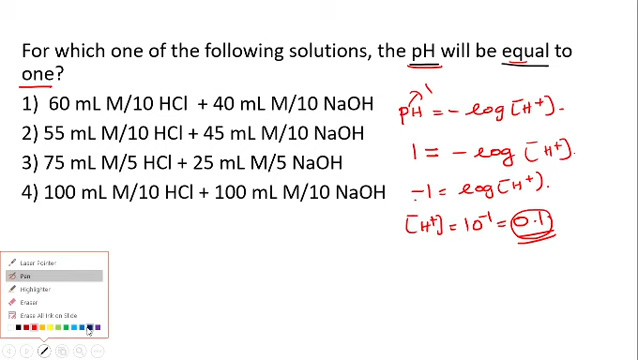 For which one of the following solutions, the pH will be equal to
one?
1) 60 mL M/10 HCl + 40 mL M/10 NaOH
2) 55 mL M/10 HCl + 45 mL M/10 NaOH
3) 75 mL M/5 HCl + 25 mL M/5 NaOH
4) 100 mL M/10 HCl + 100 mL M/10 NaOH
1
pH = - log [H+].
1 = - log [H+].
-1 = log [H+].
[H+] = 10-1 = 0.1
Laser Pointer
Pen
Highlighter
Eraser
Erase All Ink on Slide